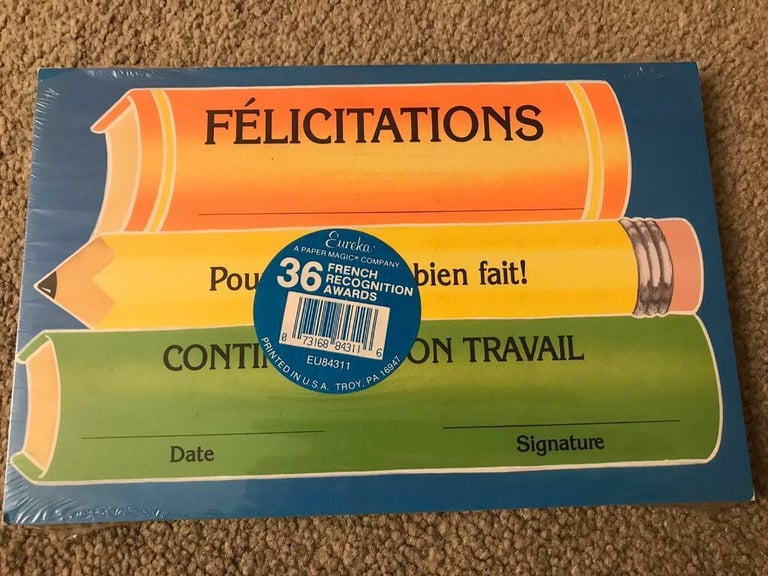 FÉLICITATIONS
Eureka
A PAPER MAGIC® COMPANY
36 FRENCH
RECOGNITION
AWARDS
Pou bien fait!
0 73168 84311 6
EU84311
PRINTED IN U.S.A. TROY, PA 16947
CONTI ON TRAVAIL
Date Signature